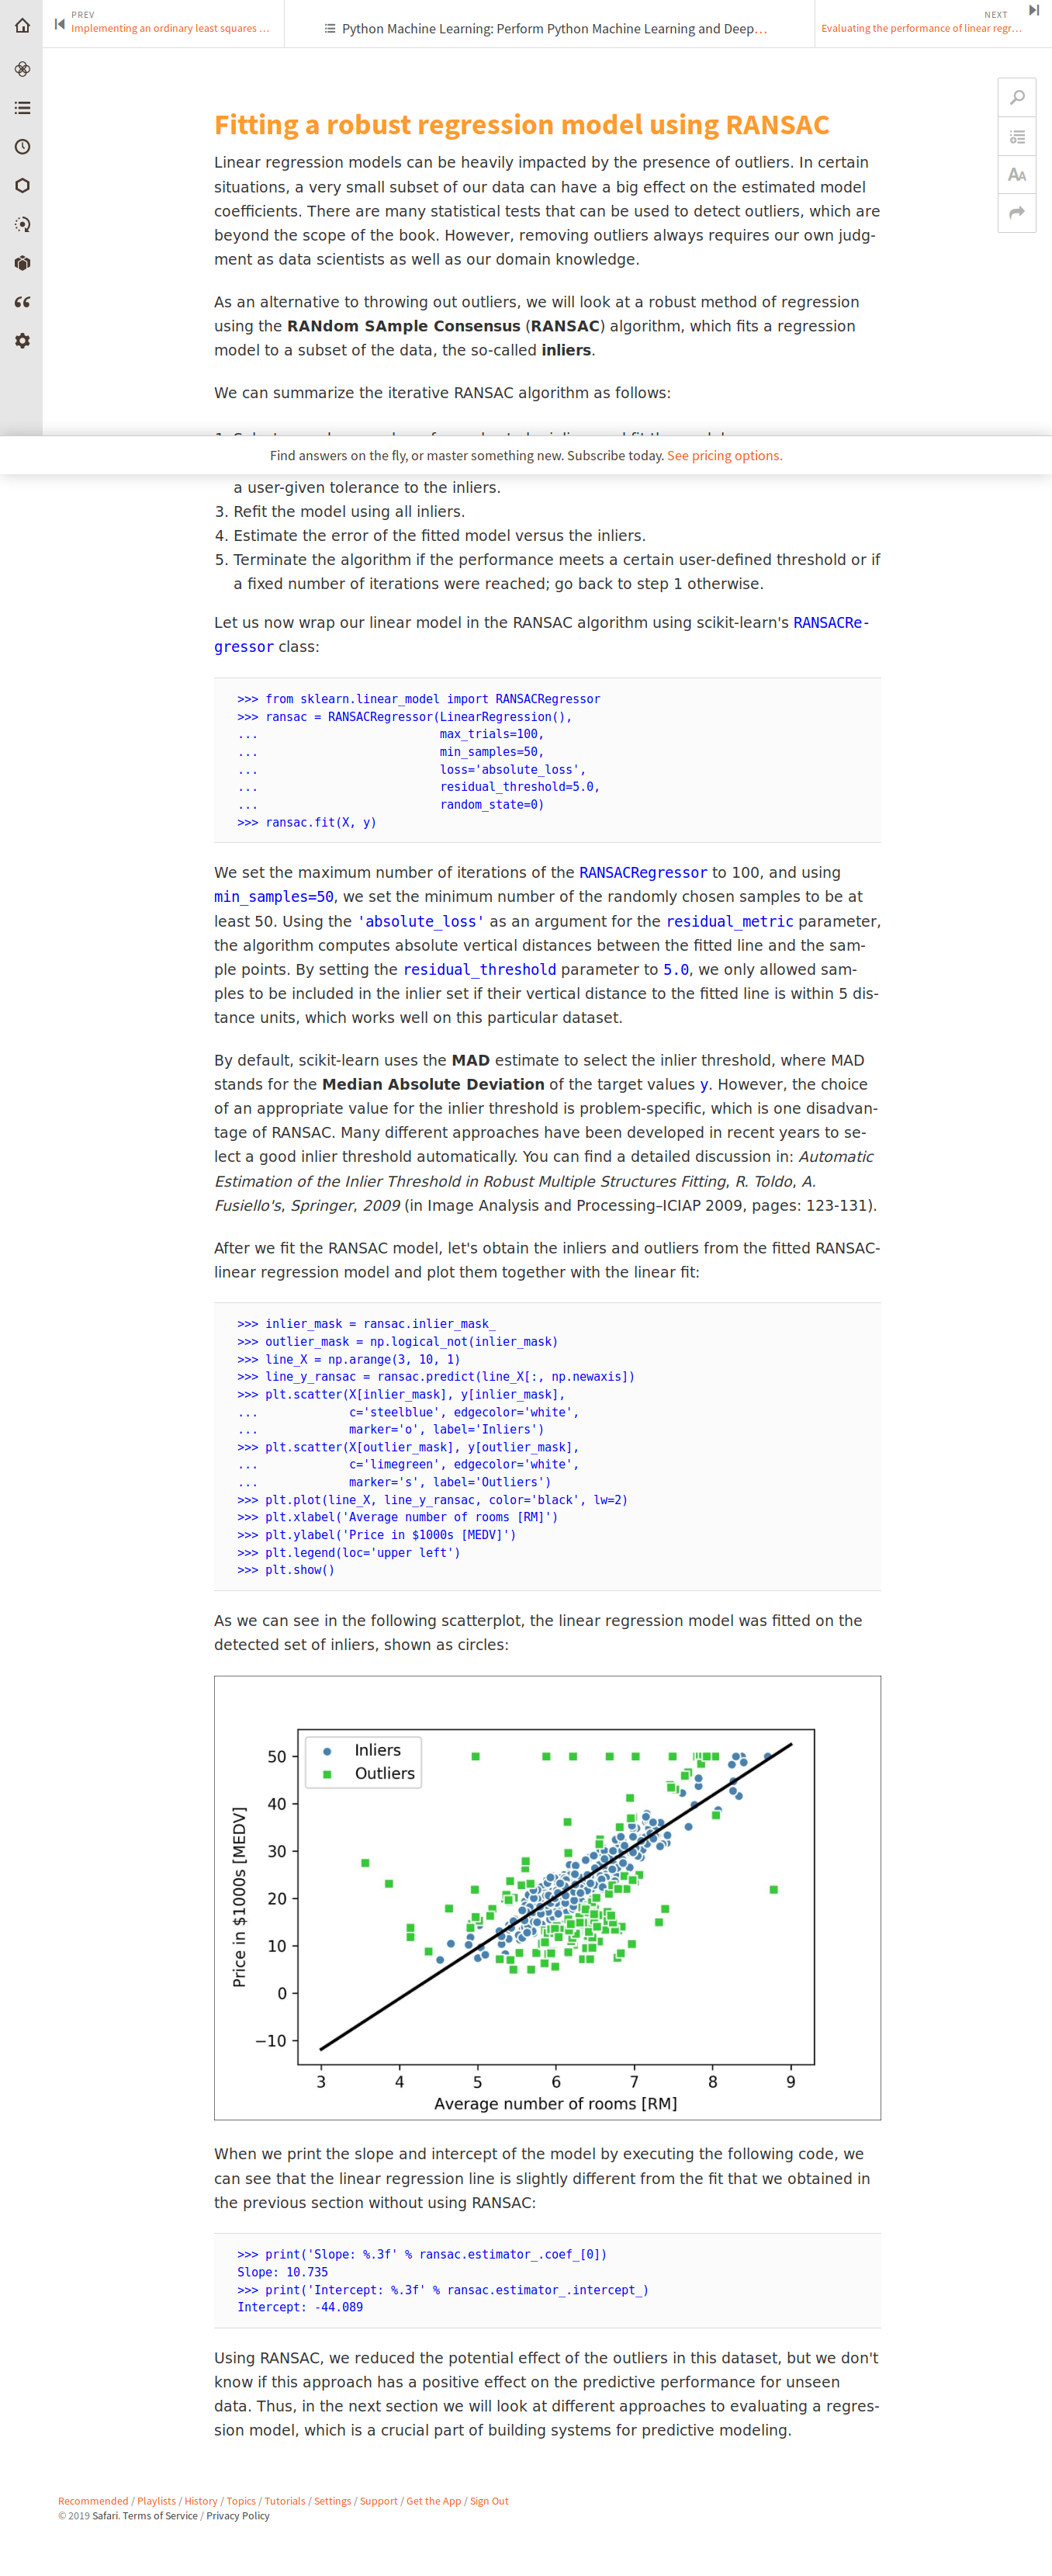 PREV
Implementing an ordinary least squares …
Python Machine Learning: Perform Python Machine Learning and Deep…
NEXT
Evaluating the performance of linear regr…
Fitting a robust regression model using RANSAC
Linear regression models can be heavily impacted by the presence of outliers. In certain
situations, a very small subset of our data can have a big effect on the estimated model
coefficients. There are many statistical tests that can be used to detect outliers, which are
beyond the scope of the book. However, removing outliers always requires our own judg-
ment as data scientists as well as our domain knowledge.
As an alternative to throwing out outliers, we will look at a robust method of regression
using the RANdom SAmple Consensus (RANSAC) algorithm, which fits a regression
model to a subset of the data, the so-called inliers.
We can summarize the iterative RANSAC algorithm as follows:
Find answers on the fly, or master something new. Subscribe today. See pricing options.
a user-given tolerance to the inliers.
3. Refit the model using all inliers.
4. Estimate the error of the fitted model versus the inliers.
5. Terminate the algorithm if the performance meets a certain user-defined threshold or if
a fixed number of iterations were reached; go back to step 1 otherwise.
Let us now wrap our linear model in the RANSAC algorithm using scikit-learn's RANSACRe-
gressor class:
>>> from sklearn.linear_model import RANSACRegressor
>>> ransac = RANSACRegressor(LinearRegression(),
... max_trials=100,
... min_samples=50,
... loss='absolute_loss',
... residual_threshold=5.0,
... random_state=0)
>>> ransac.fit(X, y)
We set the maximum number of iterations of the RANSACRegressor to 100, and using
min_samples=50, we set the minimum number of the randomly chosen samples to be at
least 50. Using the 'absolute_loss' as an argument for the residual_metric parameter,
the algorithm computes absolute vertical distances between the fitted line and the sam-
ple points. By setting the residual_threshold parameter to 5.0, we only allowed sam-
ples to be included in the inlier set if their vertical distance to the fitted line is within 5 dis-
tance units, which works well on this particular dataset.
By default, scikit-learn uses the MAD estimate to select the inlier threshold, where MAD
stands for the Median Absolute Deviation of the target values y. However, the choice
of an appropriate value for the inlier threshold is problem-specific, which is one disadvan-
tage of RANSAC. Many different approaches have been developed in recent years to se-
lect a good inlier threshold automatically. You can find a detailed discussion in: Automatic
Estimation of the Inlier Threshold in Robust Multiple Structures Fitting, R. Toldo, A.
Fusiello's, Springer, 2009 (in Image Analysis and Processing–ICIAP 2009, pages: 123-131).
After we fit the RANSAC model, let's obtain the inliers and outliers from the fitted RANSAC-
linear regression model and plot them together with the linear fit:
>>> inlier_mask = ransac.inlier_mask_
>>> outlier_mask = np.logical_not(inlier_mask)
>>> line_X = np.arange(3, 10, 1)
>>> line_y_ransac = ransac.predict(line_X[:, np.newaxis])
>>> plt.scatter(X[inlier_mask], y[inlier_mask],
... c='steelblue', edgecolor='white',
... marker='o', label='Inliers')
>>> plt.scatter(X[outlier_mask], y[outlier_mask],
... c='limegreen', edgecolor='white',
... marker='s', label='Outliers')
>>> plt.plot(line_X, line_y_ransac, color='black', lw=2)
>>> plt.xlabel('Average number of rooms [RM]')
>>> plt.ylabel('Price in $1000s [MEDV]')
>>> plt.legend(loc='upper left')
>>> plt.show()
As we can see in the following scatterplot, the linear regression model was fitted on the
detected set of inliers, shown as circles:
Inliers
Outliers
50
40
30
20
10
0
−10
Price in $1000s [MEDV]
3 4 5 6 7 8 9
Average number of rooms [RM]
When we print the slope and intercept of the model by executing the following code, we
can see that the linear regression line is slightly different from the fit that we obtained in
the previous section without using RANSAC:
>>> print('Slope: %.3f' % ransac.estimator_.coef_[0])
Slope: 10.735
>>> print('Intercept: %.3f' % ransac.estimator_.intercept_)
Intercept: -44.089
Using RANSAC, we reduced the potential effect of the outliers in this dataset, but we don't
know if this approach has a positive effect on the predictive performance for unseen
data. Thus, in the next section we will look at different approaches to evaluating a regres-
sion model, which is a crucial part of building systems for predictive modeling.
Recommended / Playlists / History / Topics / Tutorials / Settings / Support / Get the App / Sign Out
© 2019 Safari. Terms of Service / Privacy Policy